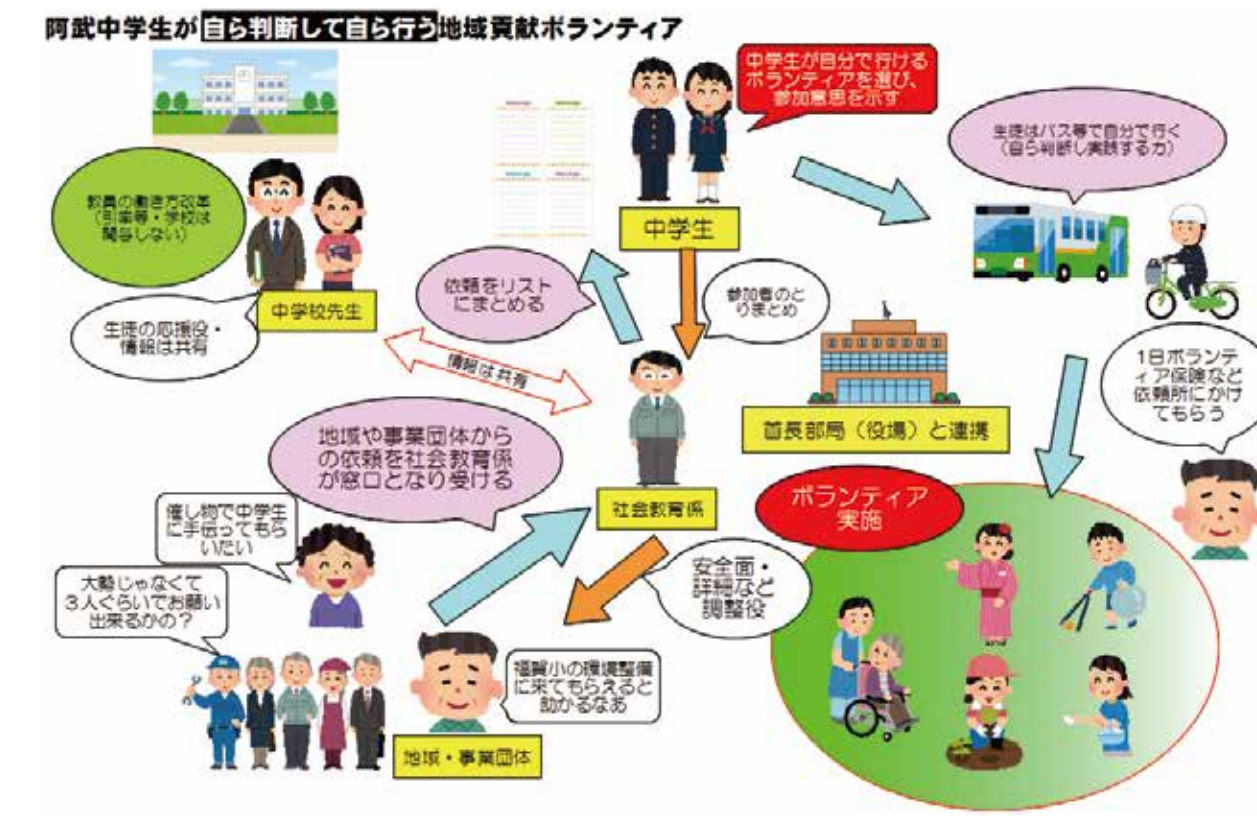 阿武中学生が自ら判断して自ら行う地域貢献ボランティア
中学生が自分で行ける
ボランティアを選び、
参加意思を示す
生徒はバス等で自分で行く
（自ら判断し実践する力）
教員の働き方改革
（引率等・学校は
関与しない）
中学生
依頼をリスト
にまとめる
参加者のと
りまとめ
中学校先生
生徒の応援役・
情報は共有
情報は共有
1日ボランテ
ィア保険など
依頼所にかけ
てもらう
首長部局（役場）と連携
地域や事業団体から
の依頼を社会教育係
が窓口となり受ける
社会教育係
ボランティア
実施
催し物で中学生
に手伝ってもら
いたい
安全面・
詳細など
調整役
大勢じゃなくて
３人ぐらいでお願い
出来るかの？
福賀小の環境整備
に来てもらえると
助かるなあ
地域・事業団体